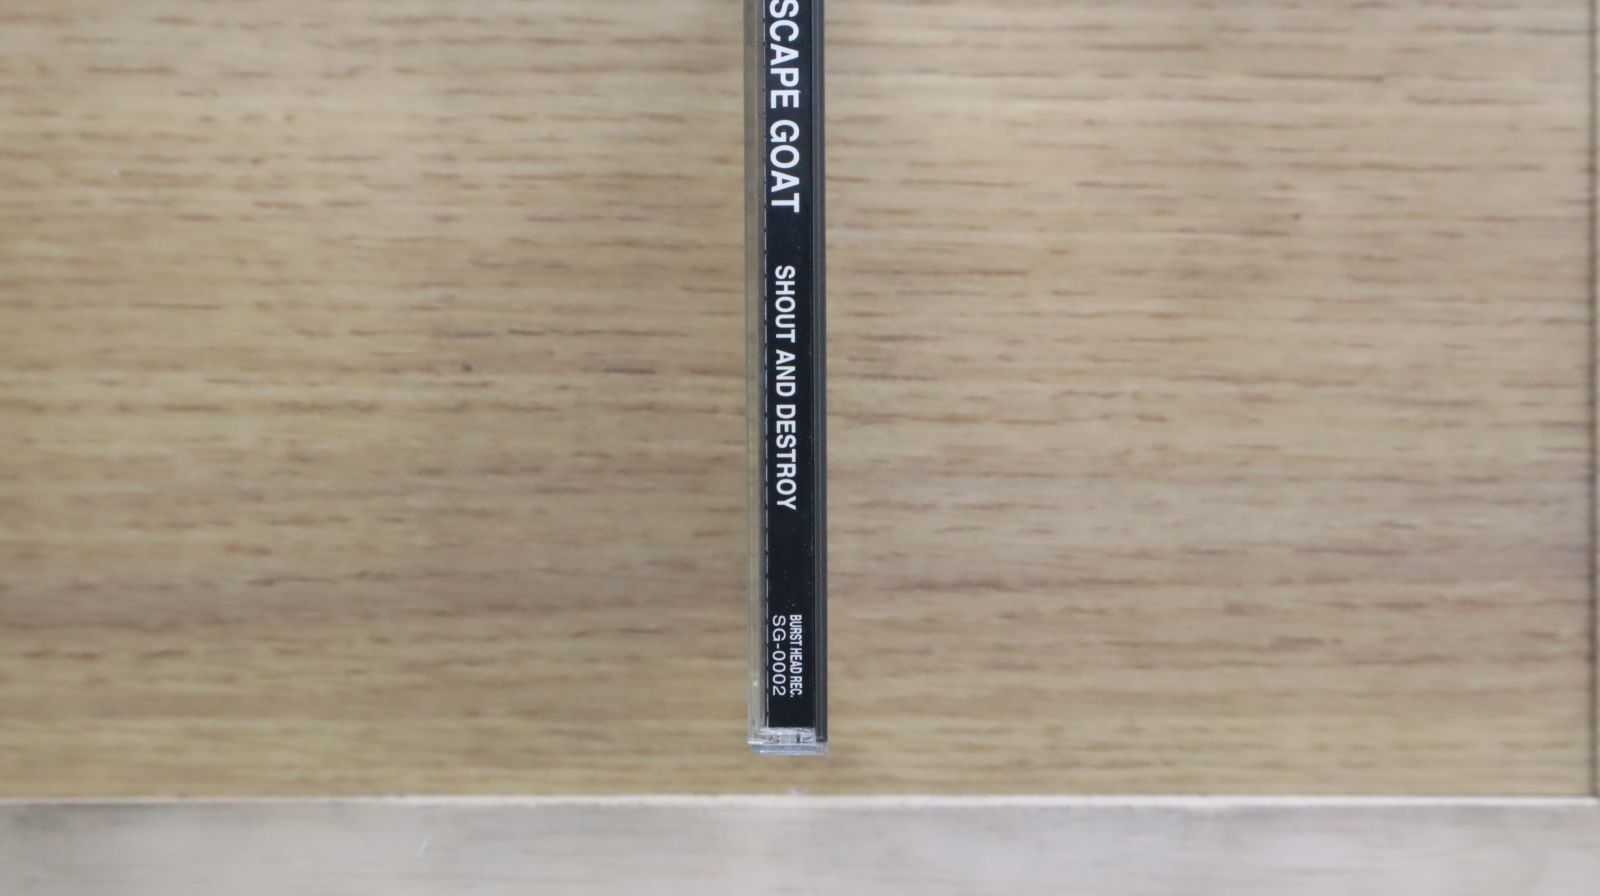 SCAPE GOAT
SHOUT AND DESTROY
BURST HEAD REC.
SG-0002